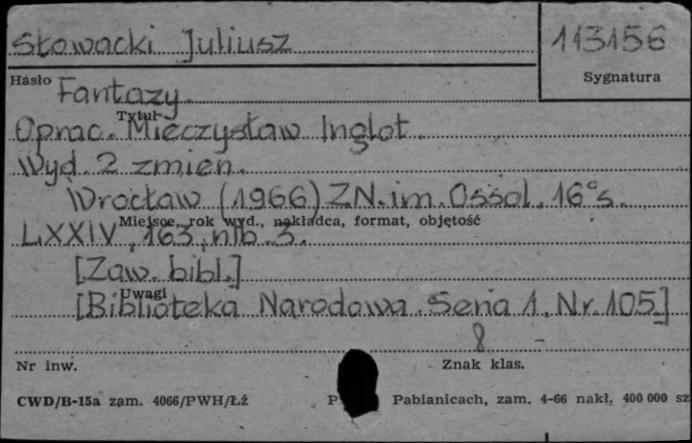 Słowacki Juliusz
113156
Hasło
Sygnatura
Fantazy.
Tytuł
Oprac. Mieczysław Inglot.
Wyd. 2 zmien.
Wrocław (1966) ZN. im. Ossol. 16°s.
Miejsce, rok wyd., nakładca, format, objętość
LXXIV, 163, nlb. 3.
[Zaw. bibl.]
Uwagi
[Biblioteka Narodowa. Seria 1. Nr. 105.]
8 -
Nr inw.
Znak klas.
CWD/B-15a zam. 4066/PWH/Łź
Pabianicach, zam. 4-66 nakł. 400 000 sz